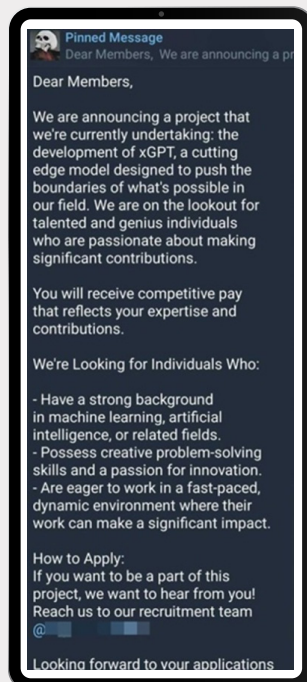 Pinned Message
Dear Members, We are announcing a pr
Dear Members,
We are announcing a project that
we're currently undertaking: the
development of xGPT, a cutting
edge model designed to push the
boundaries of what's possible in
our field. We are on the lookout for
talented and genius individuals
who are passionate about making
significant contributions.
You will receive competitive pay
that reflects your expertise and
contributions.
We're Looking for Individuals Who:
- Have a strong background
in machine learning, artificial
intelligence, or related fields.
- Possess creative problem-solving
skills and a passion for innovation.
- Are eager to work in a fast-paced,
dynamic environment where their
work can make a significant impact.
How to Apply:
If you want to be a part of this
project, we want to hear from you!
Reach us to our recruitment team
@
Looking forward to your applications